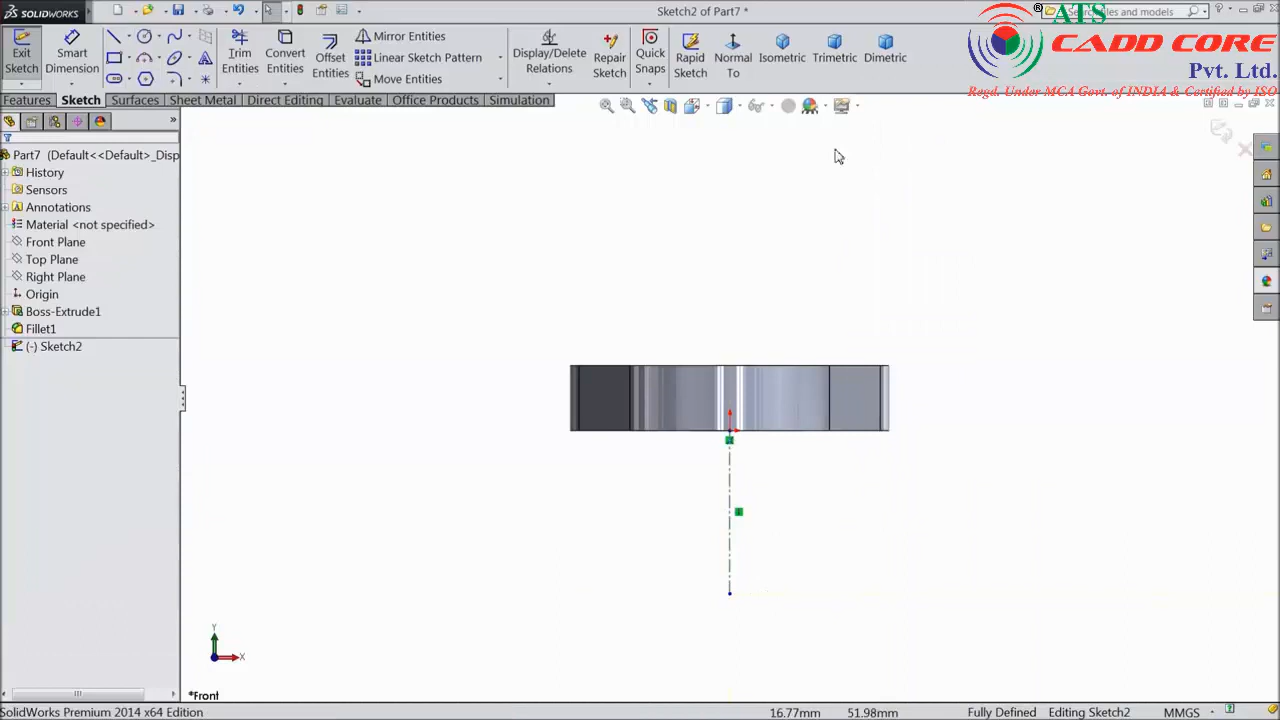 SOLIDWORKS
Sketch2 of Part7 *
Search files and models
® ATS
CADD CORE
Pvt. Ltd.
Regd. Under MCA Govt. of INDIA & Certified by ISO
Exit Sketch
Smart Dimension
Trim Entities
Convert Entities
Offset Entities
Mirror Entities
Linear Sketch Pattern
Move Entities
Display/Delete Relations
Repair Sketch
Quick Snaps
Rapid Sketch
Normal To
Isometric
Trimetric
Dimetric
Features
Sketch
Surfaces
Sheet Metal
Direct Editing
Evaluate
Office Products
Simulation
Part7 (Default<<Default>_Disp
History
Sensors
Annotations
Material <not specified>
Front Plane
Top Plane
Right Plane
Origin
Boss-Extrude1
Fillet1
(-) Sketch2
Y
X
*Front
SolidWorks Premium 2014 x64 Edition
16.77mm 51.98mm Fully Defined Editing Sketch2 MMGS